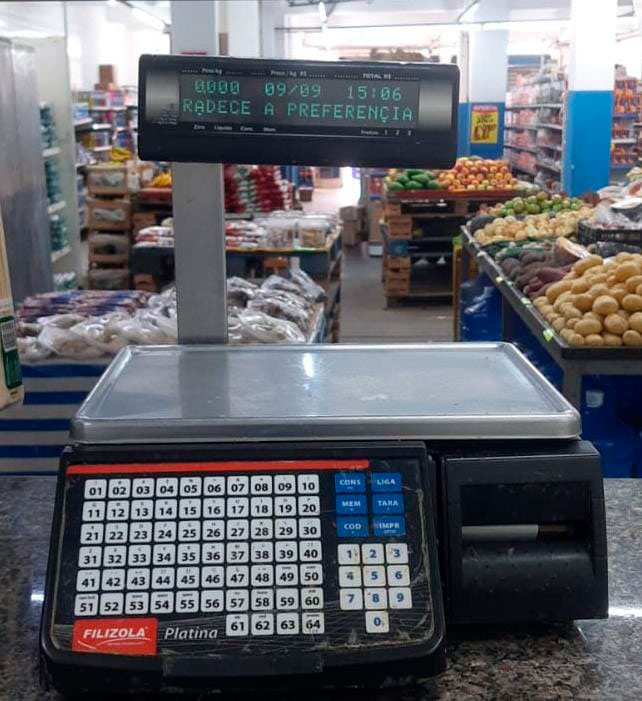 Peso/kg Preço/kg R$ TOTAL R$
0.000 09/09 15:06
RADECE A PREFERENCIA
Zero Líquido Cons. Mem. Produto 1 2 3
01 02 03 04 05 06 07 08 09 10
11 12 13 14 15 16 17 18 19 20
21 22 23 24 25 26 27 28 29 30
31 32 33 34 35 36 37 38 39 40
41 42 43 44 45 46 47 48 49 50
51 52 53 54 55 56 57 58 59 60
61 62 63 64
CONS LIGA
MEM TARA
COD IMPR
1 2 3
4 5 6
7 8 9
0
FILIZOLA Platina